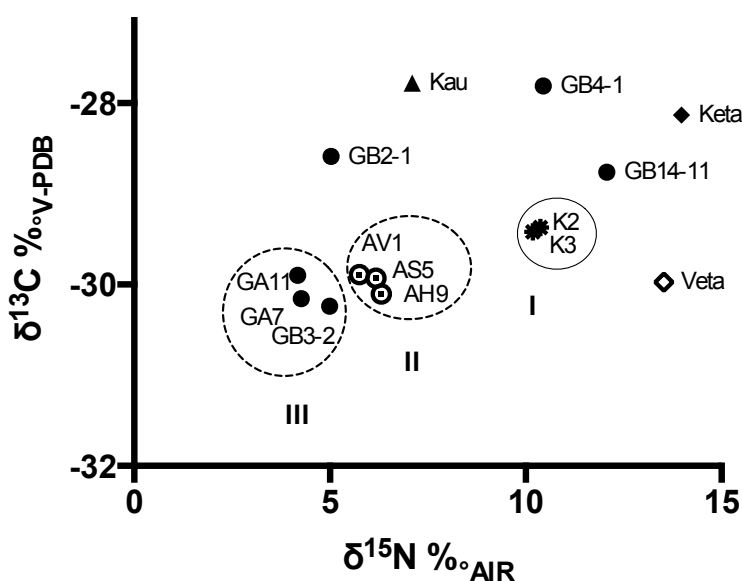 Kau
GB4-1
-28
Keta
GB2-1
GB14-11
K2
K3
AV1
AS5
AH9
GA11
GA7
GB3-2
-30
Veta
I
II
III
-32
0
5
10
15
δ13C %°V-PDB
δ15N %°AIR